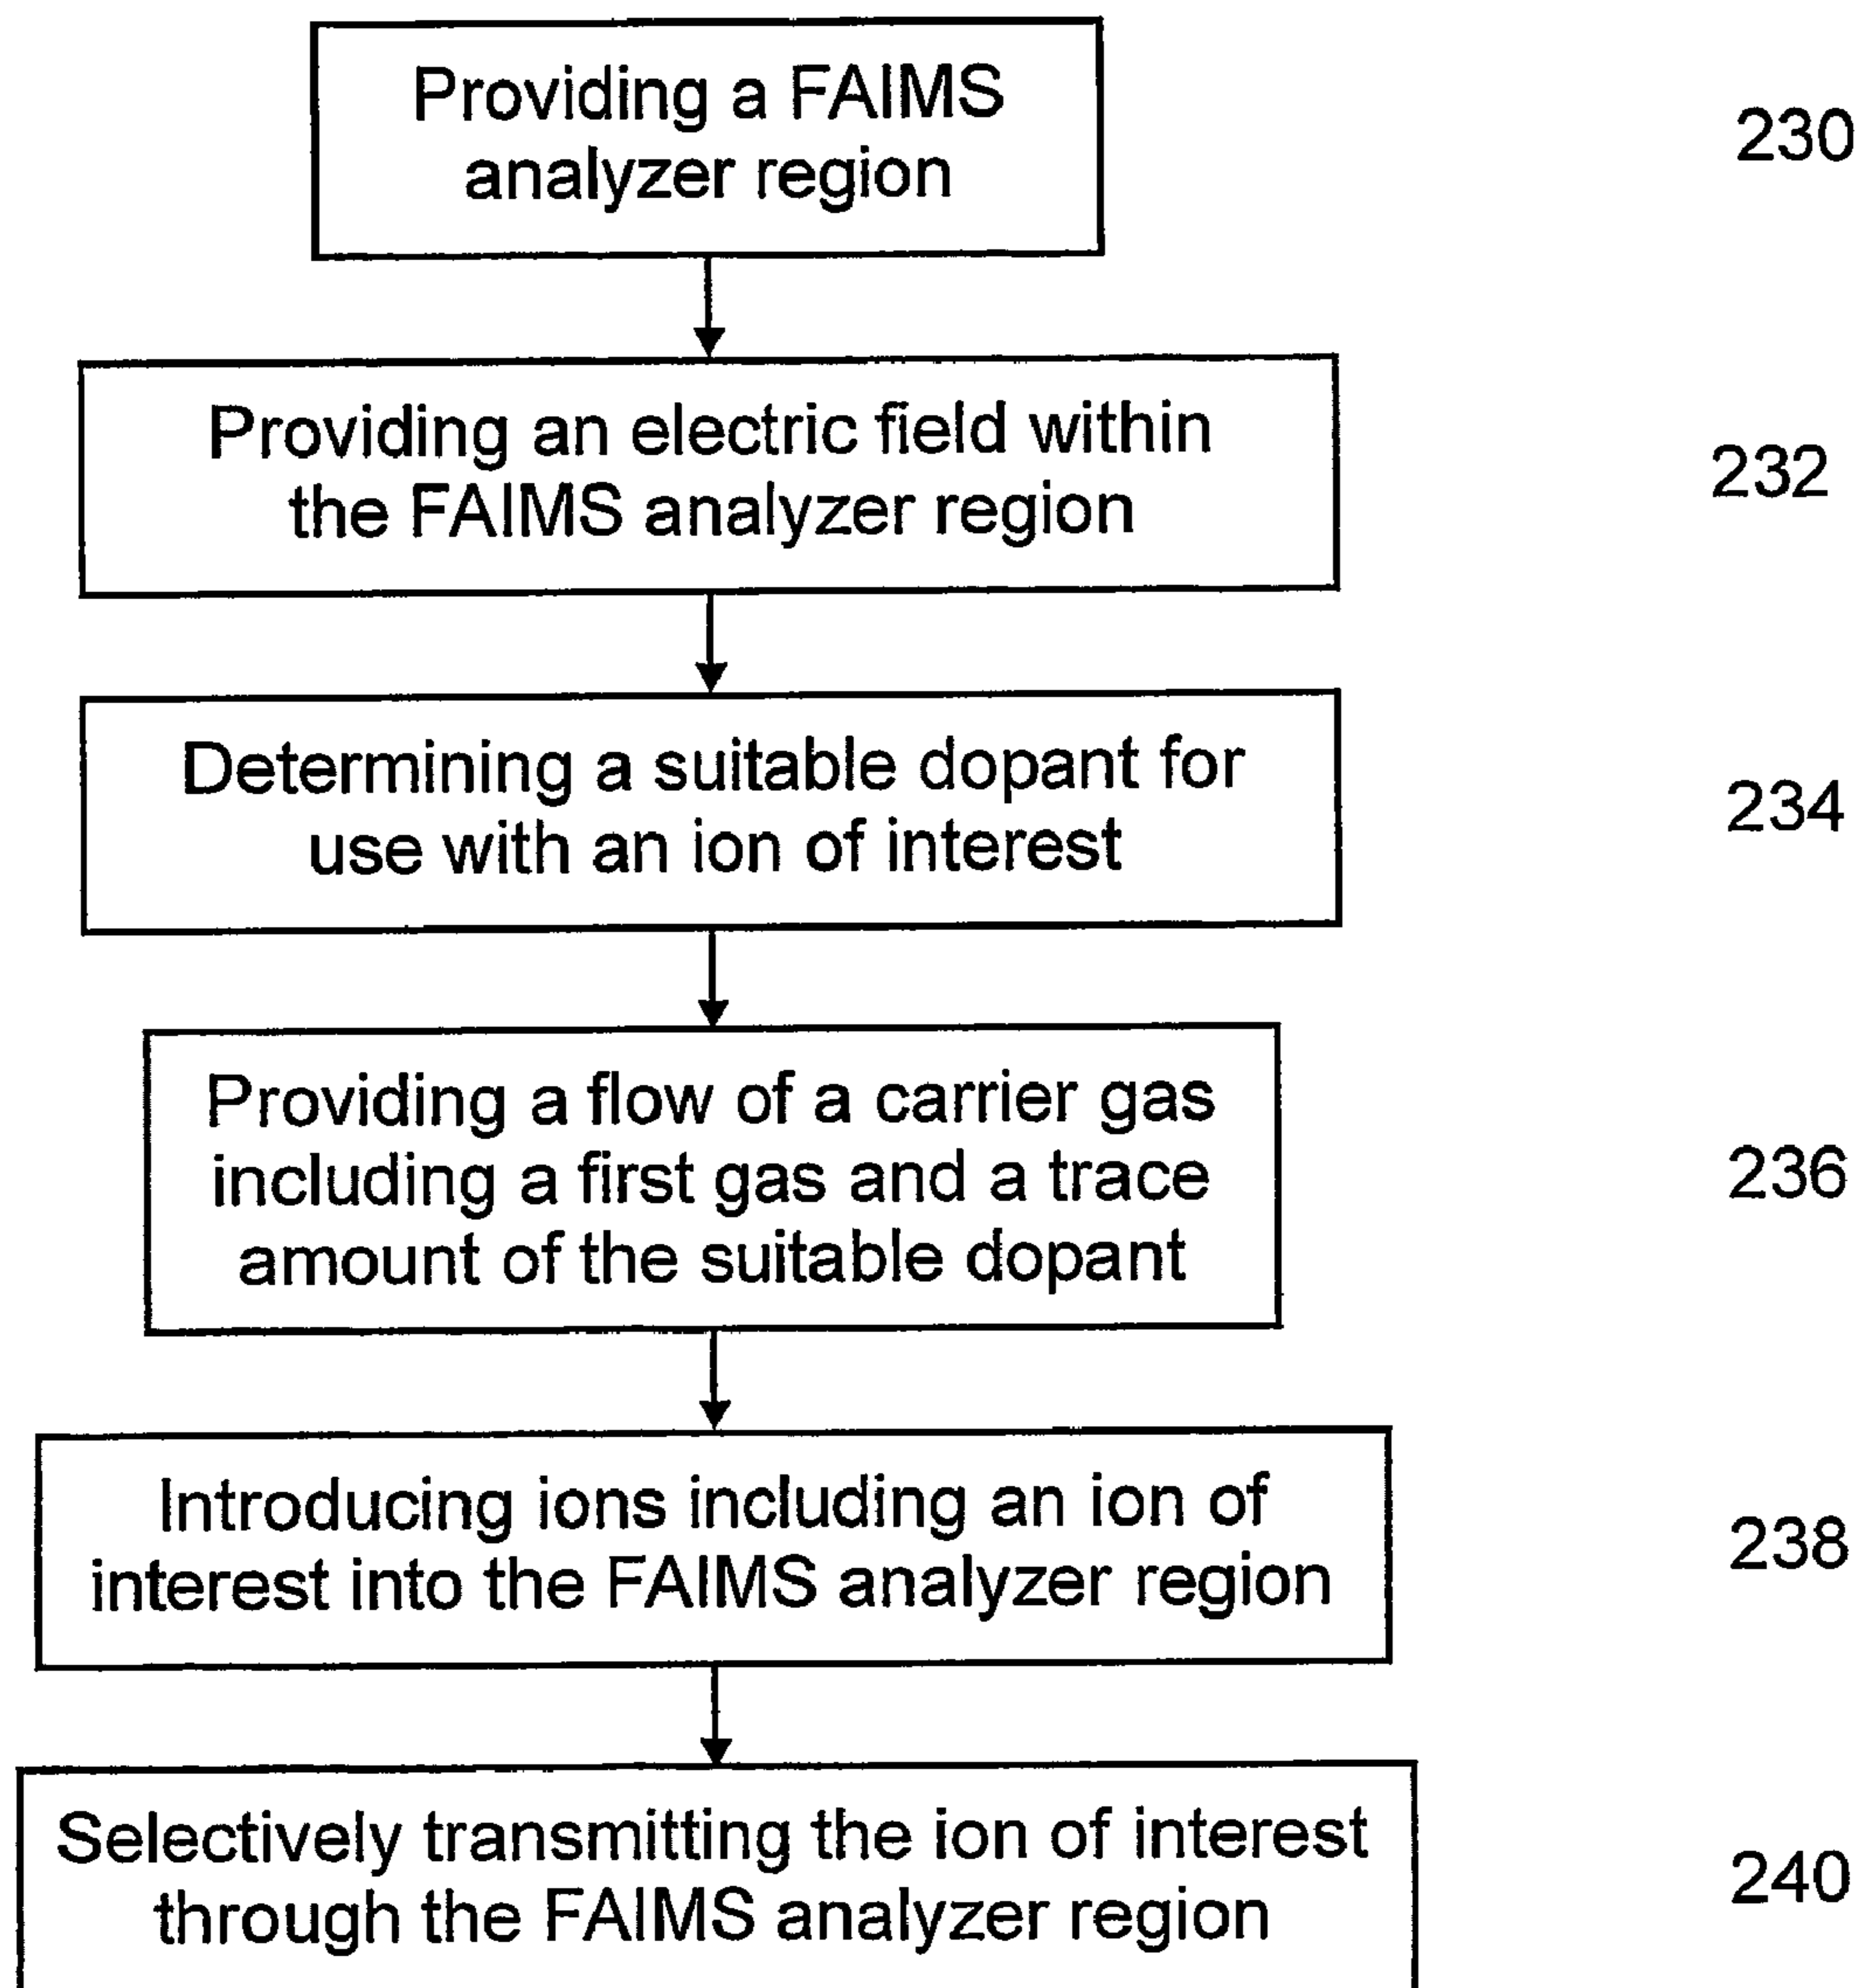 Providing a FAIMS
analyzer region
230
Providing an electric field within
the FAIMS analyzer region
232
Determining a suitable dopant for
use with an ion of interest
234
Providing a flow of a carrier gas
including a first gas and a trace
amount of the suitable dopant
236
Introducing ions including an ion of
interest into the FAIMS analyzer region
238
Selectively transmitting the ion of interest
through the FAIMS analyzer region
240